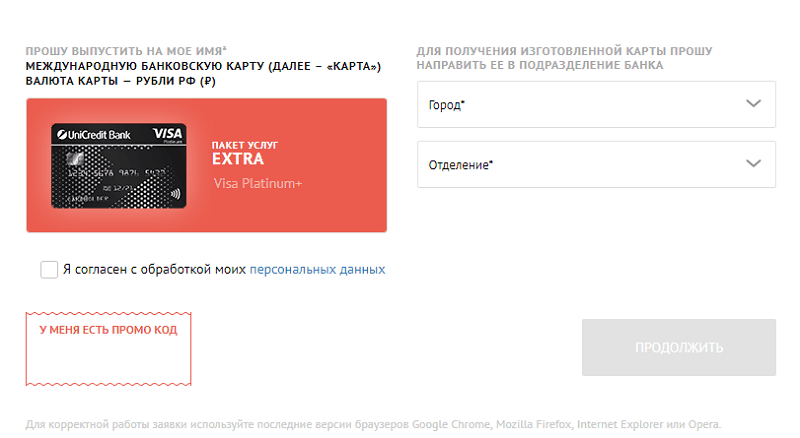 ПРОШУ ВЫПУСТИТЬ НА МОЕ ИМЯ*
МЕЖДУНАРОДНУЮ БАНКОВСКУЮ КАРТУ (ДАЛЕЕ – «КАРТА»)
ВАЛЮТА КАРТЫ — РУБЛИ РФ (₽)
UniCredit Bank
VISA
Platinum
CARDHOLDER
ПАКЕТ УСЛУГ
EXTRA
Visa Platinum+
ДЛЯ ПОЛУЧЕНИЯ ИЗГОТОВЛЕННОЙ КАРТЫ ПРОШУ
НАПРАВИТЬ ЕЕ В ПОДРАЗДЕЛЕНИЕ БАНКА
Город*
Отделение*
Я согласен с обработкой моих персональных данных
У МЕНЯ ЕСТЬ ПРОМО КОД
ПРОДОЛЖИТЬ
Для корректной работы заявки используйте последние версии браузеров Google Chrome, Mozilla Firefox, Internet Explorer или Opera.